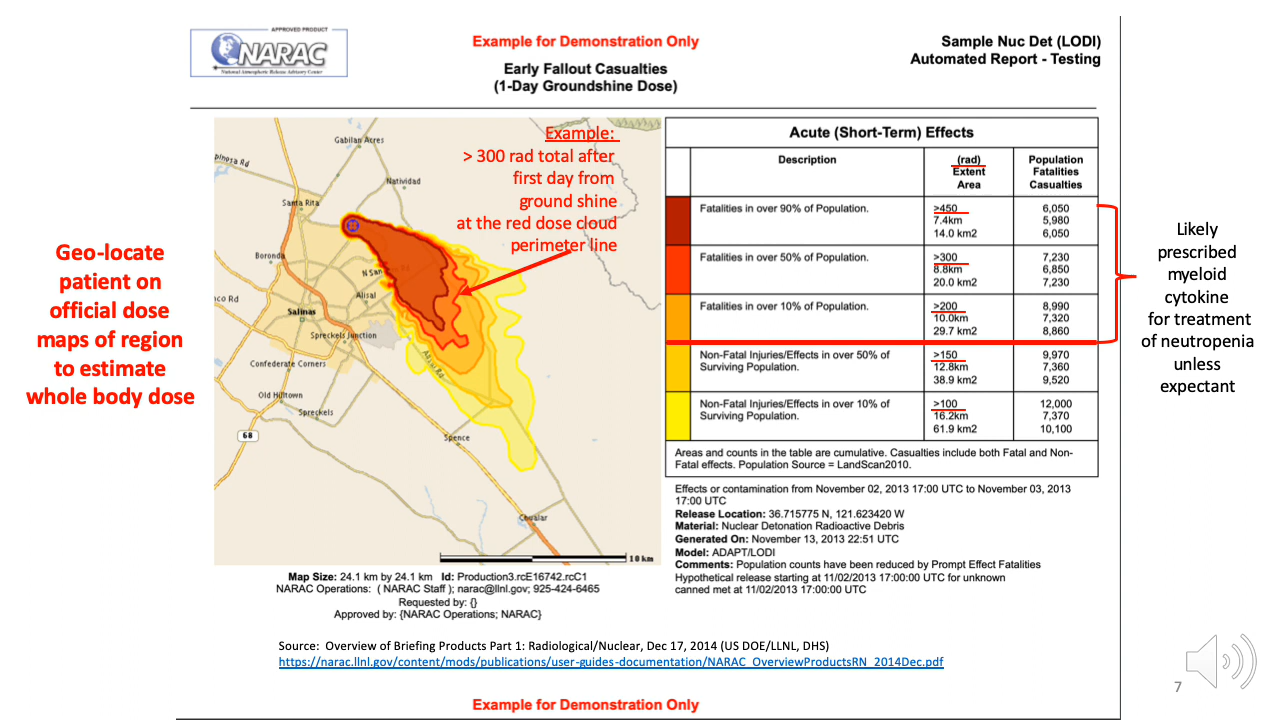 APPROVED PRODUCT
NARAC
National Atmospheric Release Advisory Center
Example for Demonstration Only
Early Fallout Casualties
(1-Day Groundshine Dose)
Sample Nuc Det (LODI)
Automated Report - Testing
Geo-locate
patient on
official dose
maps of region
to estimate
whole body dose
Example:
> 300 rad total after
first day from
ground shine
at the red dose cloud
perimeter line
Gabilan Acres
pinosa Rd
Natividad
Santa Rita
Boronda
N San
Rd
co Rd
Alisal
Salinas
Spreckels Junction
Alisal Rd
Confederate Corners
Old Hilltown
Spreckels
68
Spence
Chualar
10 km
Map Size: 24.1 km by 24.1 km Id: Production3.rcE16742.rcC1
NARAC Operations: ( NARAC Staff ); narac@llnl.gov; 925-424-6465
Requested by: {}
Approved by: {NARAC Operations; NARAC}
Acute (Short-Term) Effects
Description
(rad)
Extent
Area
Population
Fatalities
Casualties
Fatalities in over 90% of Population.
>450
7.4km
14.0 km2
6,050
5,980
6,050
Fatalities in over 50% of Population.
>300
8.8km
20.0 km2
7,230
6,850
7,230
Fatalities in over 10% of Population.
>200
10.0km
29.7 km2
8,990
7,320
8,860
Non-Fatal Injuries/Effects in over 50% of
Surviving Population.
>150
12.8km
38.9 km2
9,970
7,360
9,520
Non-Fatal Injuries/Effects in over 10% of
Surviving Population.
>100
16.2km
61.9 km2
12,000
7,370
10,100
Areas and counts in the table are cumulative. Casualties include both Fatal and Non-
Fatal effects. Population Source = LandScan2010.
Effects or contamination from November 02, 2013 17:00 UTC to November 03, 2013
17:00 UTC
Release Location: 36.715775 N, 121.623420 W
Material: Nuclear Detonation Radioactive Debris
Generated On: November 13, 2013 22:51 UTC
Model: ADAPT/LODI
Comments: Population counts have been reduced by Prompt Effect Fatalities
Hypothetical release starting at 11/02/2013 17:00:00 UTC for unknown
canned met at 11/02/2013 17:00:00 UTC
Likely
prescribed
myeloid
cytokine
for treatment
of neutropenia
unless
expectant
Source: Overview of Briefing Products Part 1: Radiological/Nuclear, Dec 17, 2014 (US DOE/LLNL, DHS)
https://narac.llnl.gov/content/mods/publications/user-guides-documentation/NARAC_OverviewProductsRN_2014Dec.pdf
7
Example for Demonstration Only